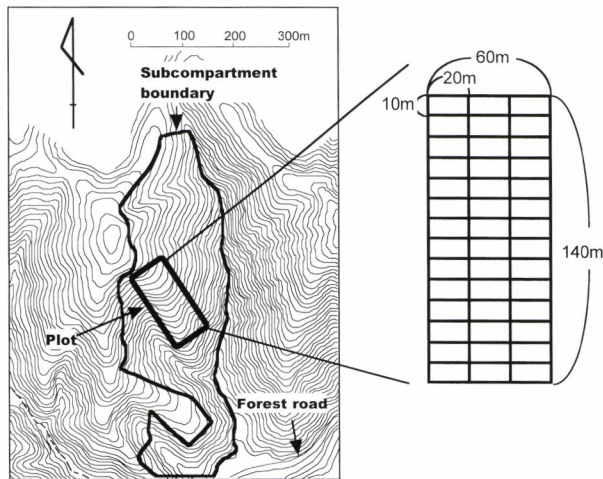 0 100 200 300m
Subcompartment
boundary
Plot
Forest road
60m
20m
10m
140m